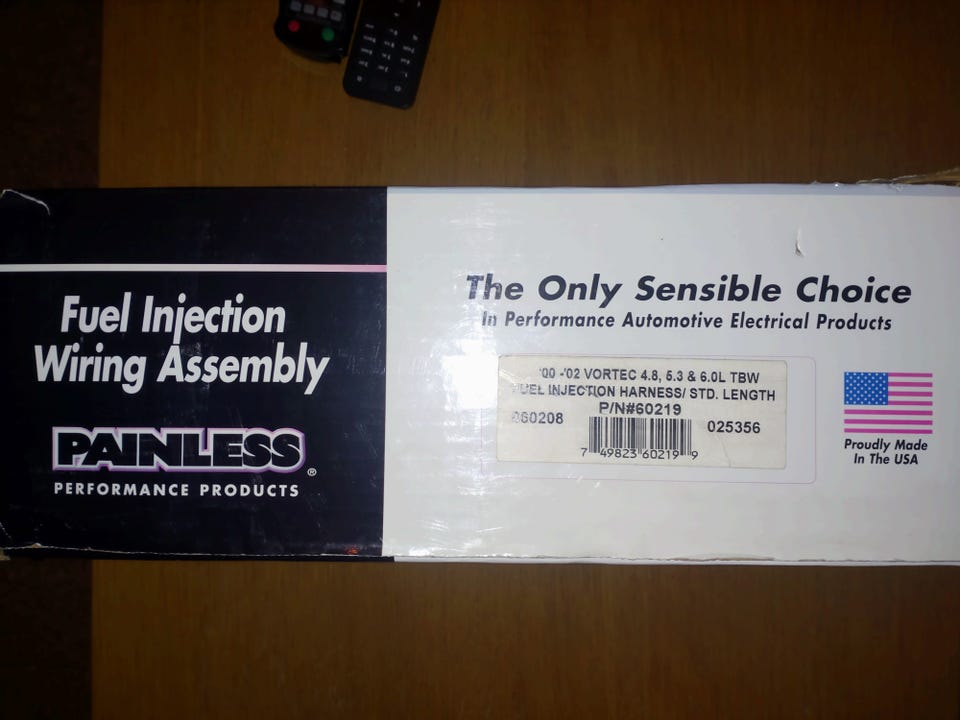 Fuel Injection
Wiring Assembly
PAINLESS®
PERFORMANCE PRODUCTS
The Only Sensible Choice
In Performance Automotive Electrical Products
'00 -'02 VORTEC 4.8, 5.3 & 6.0L TBW
FUEL INJECTION HARNESS/ STD. LENGTH
P/N#60219
060208
025356
7 49823 60219 9
Proudly Made
In The USA